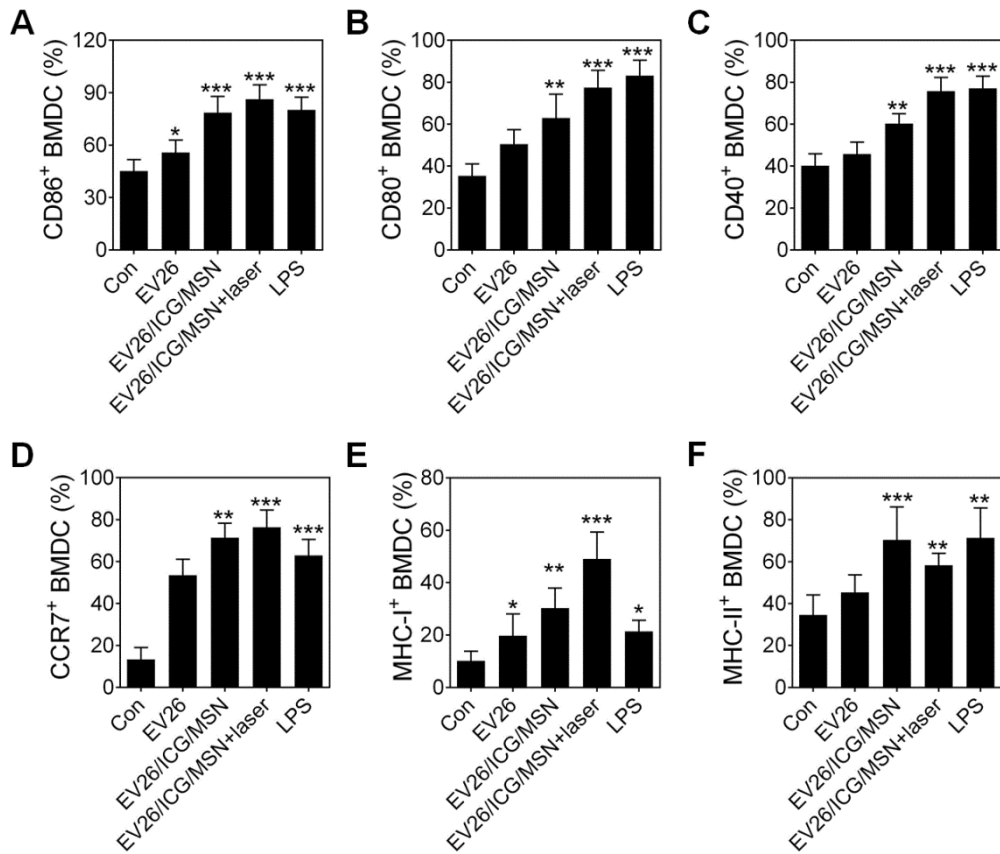 A
CD86⁺ BMDC (%)
120
90
60
30
0
*
***
***
***
Con
EV26
EV26/ICG/MSN
EV26/ICG/MSN+laser
LPS
B
CD80⁺ BMDC (%)
100
80
60
40
20
0
**
***
***
Con
EV26
EV26/ICG/MSN
EV26/ICG/MSN+laser
LPS
C
CD40⁺ BMDC (%)
100
80
60
40
20
0
**
***
***
Con
EV26
EV26/ICG/MSN
EV26/ICG/MSN+laser
LPS
D
CCR7⁺ BMDC (%)
100
80
60
40
20
0
**
***
***
Con
EV26
EV26/ICG/MSN
EV26/ICG/MSN+laser
LPS
E
MHC-I⁺ BMDC (%)
80
60
40
20
0
*
**
***
*
Con
EV26
EV26/ICG/MSN
EV26/ICG/MSN+laser
LPS
F
MHC-II⁺ BMDC (%)
100
80
60
40
20
0
***
**
**
Con
EV26
EV26/ICG/MSN
EV26/ICG/MSN+laser
LPS